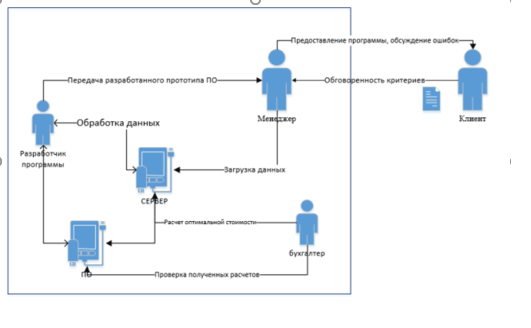 Предоставление программы, обсуждение ошибок
Передача разработанного прототипа ПО
Обговоренность критериев
Менеджер
Клиент
Обработка данных
Разработчик
программы
Загрузка данных
СЕРВЕР
Расчет оптимальной стоимости
бухгалтер
ПО
Проверка полученных расчетов